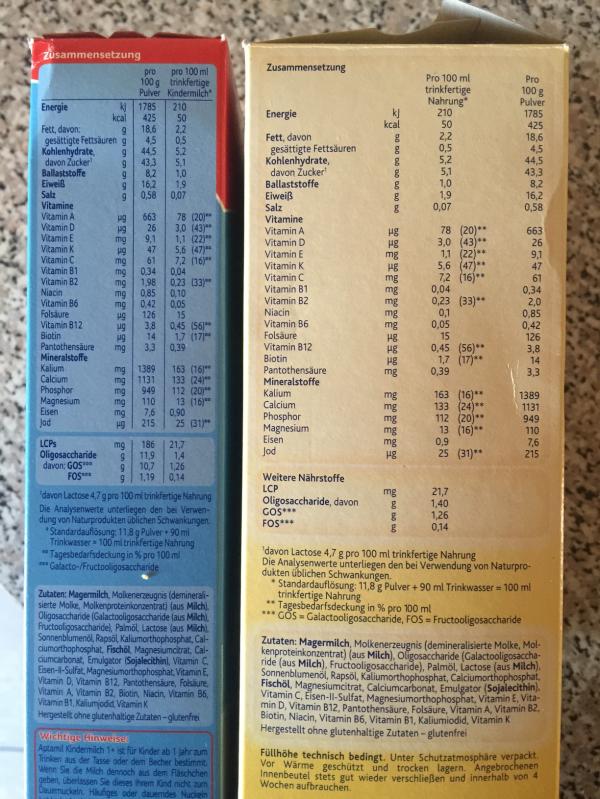 Zusammensetzung
pro pro 100 ml
100 g trinkfertige
Pulver Kindermilch*
Energie kJ 1785 210
kcal 425 50
Fett, davon: g 18,6 2,2
gesättigte Fettsäuren g 4,5 0,5
Kohlenhydrate, g 44,5 5,2
davon Zucker¹ g 43,3 5,1
Ballaststoffe g 8,2 1,0
Eiweiß g 16,2 1,9
Salz g 0,58 0,07
Vitamine
Vitamin A µg 663 78 (20)**
Vitamin D µg 26 3,0 (43)**
Vitamin E mg 9,1 1,1 (22)**
Vitamin K µg 47 5,6 (47)**
Vitamin C mg 61 7,2 (16)**
Vitamin B1 mg 0,34 0,04
Vitamin B2 mg 1,98 0,23 (33)**
Niacin mg 0,85 0,10
Vitamin B6 mg 0,42 0,05
Folsäure µg 126 15
Vitamin B12 µg 3,8 0,45 (56)**
Biotin µg 14 1,7 (17)**
Pantothensäure mg 3,3 0,39
Mineralstoffe
Kalium mg 1389 163 (16)**
Calcium mg 1131 133 (24)**
Phosphor mg 949 112 (20)**
Magnesium mg 110 13 (16)**
Eisen mg 7,6 0,90
Jod µg 215 25 (31)**
LCPs mg 186 21,7
Oligosaccharide g 11,9 1,4
davon: GOS*** g 10,7 1,26
FOS*** g 1,19 0,14
¹davon Lactose 4,7 g pro 100 ml trinkfertige Nahrung
Die Analysenwerte unterliegen den bei Verwen-
dung von Naturprodukten üblichen Schwankungen.
* Standardauflösung: 11,8 g Pulver + 90 ml
Trinkwasser = 100 ml trinkfertige Nahrung
** Tagesbedarfsdeckung in % pro 100 ml
*** Galacto-/Fructooligosaccharide
Zutaten: Magermilch, Molkenerzeugnis (deminerali-
sierte Molke, Molkenproteinkonzentrat) (aus Milch),
Oligosaccharide (Galactooligosaccharide (aus Milch),
Fructooligosaccharide), Palmöl, Lactose (aus Milch),
Sonnenblumenöl, Rapsöl, Kaliumorthophosphat, Cal-
ciumorthophosphat, Fischöl, Magnesiumcitrat, Cal-
ciumcarbonat, Emulgator (Sojalecithin), Vitamin C,
Eisen-II-Sulfat, Magnesiumorthophosphat, Vitamin E,
Vitamin D, Vitamin B12, Pantothensäure, Folsäure,
Vitamin A, Vitamin B2, Biotin, Niacin, Vitamin B6,
Vitamin B1, Kaliumjodid, Vitamin K
Hergestellt ohne glutenhaltige Zutaten – glutenfrei
Wichtige Hinweise:
Aptamil Kindermilch 1+ ist für Kinder ab 1 Jahr zum
Trinken aus der Tasse oder dem Becher bestimmt.
Wenn Sie die Milch dennoch aus dem Fläschchen
geben, überlassen Sie dieses Ihrem Kind nicht zum
Dauernuckeln. Häufiges oder dauerndes Nuckeln
Zusammensetzung
Pro 100 ml Pro
trinkfertige 100 g
Nahrung* Pulver
Energie kJ 210 1785
kcal 50 425
Fett, davon g 2,2 18,6
gesättigte Fettsäuren g 0,5 4,5
Kohlenhydrate, g 5,2 44,5
davon Zucker¹ g 5,1 43,3
Ballaststoffe g 1,0 8,2
Eiweiß g 1,9 16,2
Salz g 0,07 0,58
Vitamine
Vitamin A µg 78 (20)** 663
Vitamin D µg 3,0 (43)** 26
Vitamin E mg 1,1 (22)** 9,1
Vitamin K µg 5,6 (47)** 47
Vitamin C mg 7,2 (16)** 61
Vitamin B1 mg 0,04 0,34
Vitamin B2 mg 0,23 (33)** 2,0
Niacin mg 0,1 0,85
Vitamin B6 mg 0,05 0,42
Folsäure µg 15 126
Vitamin B12 µg 0,45 (56)** 3,8
Biotin µg 1,7 (17)** 14
Pantothensäure mg 0,39 3,3
Mineralstoffe
Kalium mg 163 (16)** 1389
Calcium mg 133 (24)** 1131
Phosphor mg 112 (20)** 949
Magnesium mg 13 (16)** 110
Eisen mg 0,9 7,6
Jod µg 25 (31)** 215
Weitere Nährstoffe
LCP mg 21,7
Oligosaccharide, davon g 1,40
GOS*** g 1,26
FOS*** g 0,14
¹davon Lactose 4,7 g pro 100 ml trinkfertige Nahrung
Die Analysenwerte unterliegen den bei Verwendung von Naturpro-
dukten üblichen Schwankungen.
* Standardauflösung: 11,8 g Pulver + 90 ml Trinkwasser = 100 ml
trinkfertige Nahrung
** Tagesbedarfsdeckung in % pro 100 ml
*** GOS = Galactooligosaccharide, FOS = Fructooligosaccharide
Zutaten: Magermilch, Molkenerzeugnis (demineralisierte Molke, Mol-
kenproteinkonzentrat) (aus Milch), Oligosaccharide (Galactooligosaccha-
ride (aus Milch), Fructooligosaccharide), Palmöl, Lactose (aus Milch),
Sonnenblumenöl, Rapsöl, Kaliumorthophosphat, Calciumorthophosphat,
Fischöl, Magnesiumcitrat, Calciumcarbonat, Emulgator (Sojalecithin),
Vitamin C, Eisen-II-Sulfat, Magnesiumorthophosphat, Vitamin E, Vita-
min D, Vitamin B12, Pantothensäure, Folsäure, Vitamin A, Vitamin B2,
Biotin, Niacin, Vitamin B6, Vitamin B1, Kaliumiodid, Vitamin K
Hergestellt ohne glutenhaltige Zutaten – glutenfrei
Füllhöhe technisch bedingt. Unter Schutzatmosphäre verpackt.
Vor Wärme geschützt und trocken lagern. Angebrochenen
Innenbeutel stets gut wieder verschließen und innerhalb von 4
Wochen aufbrauchen.